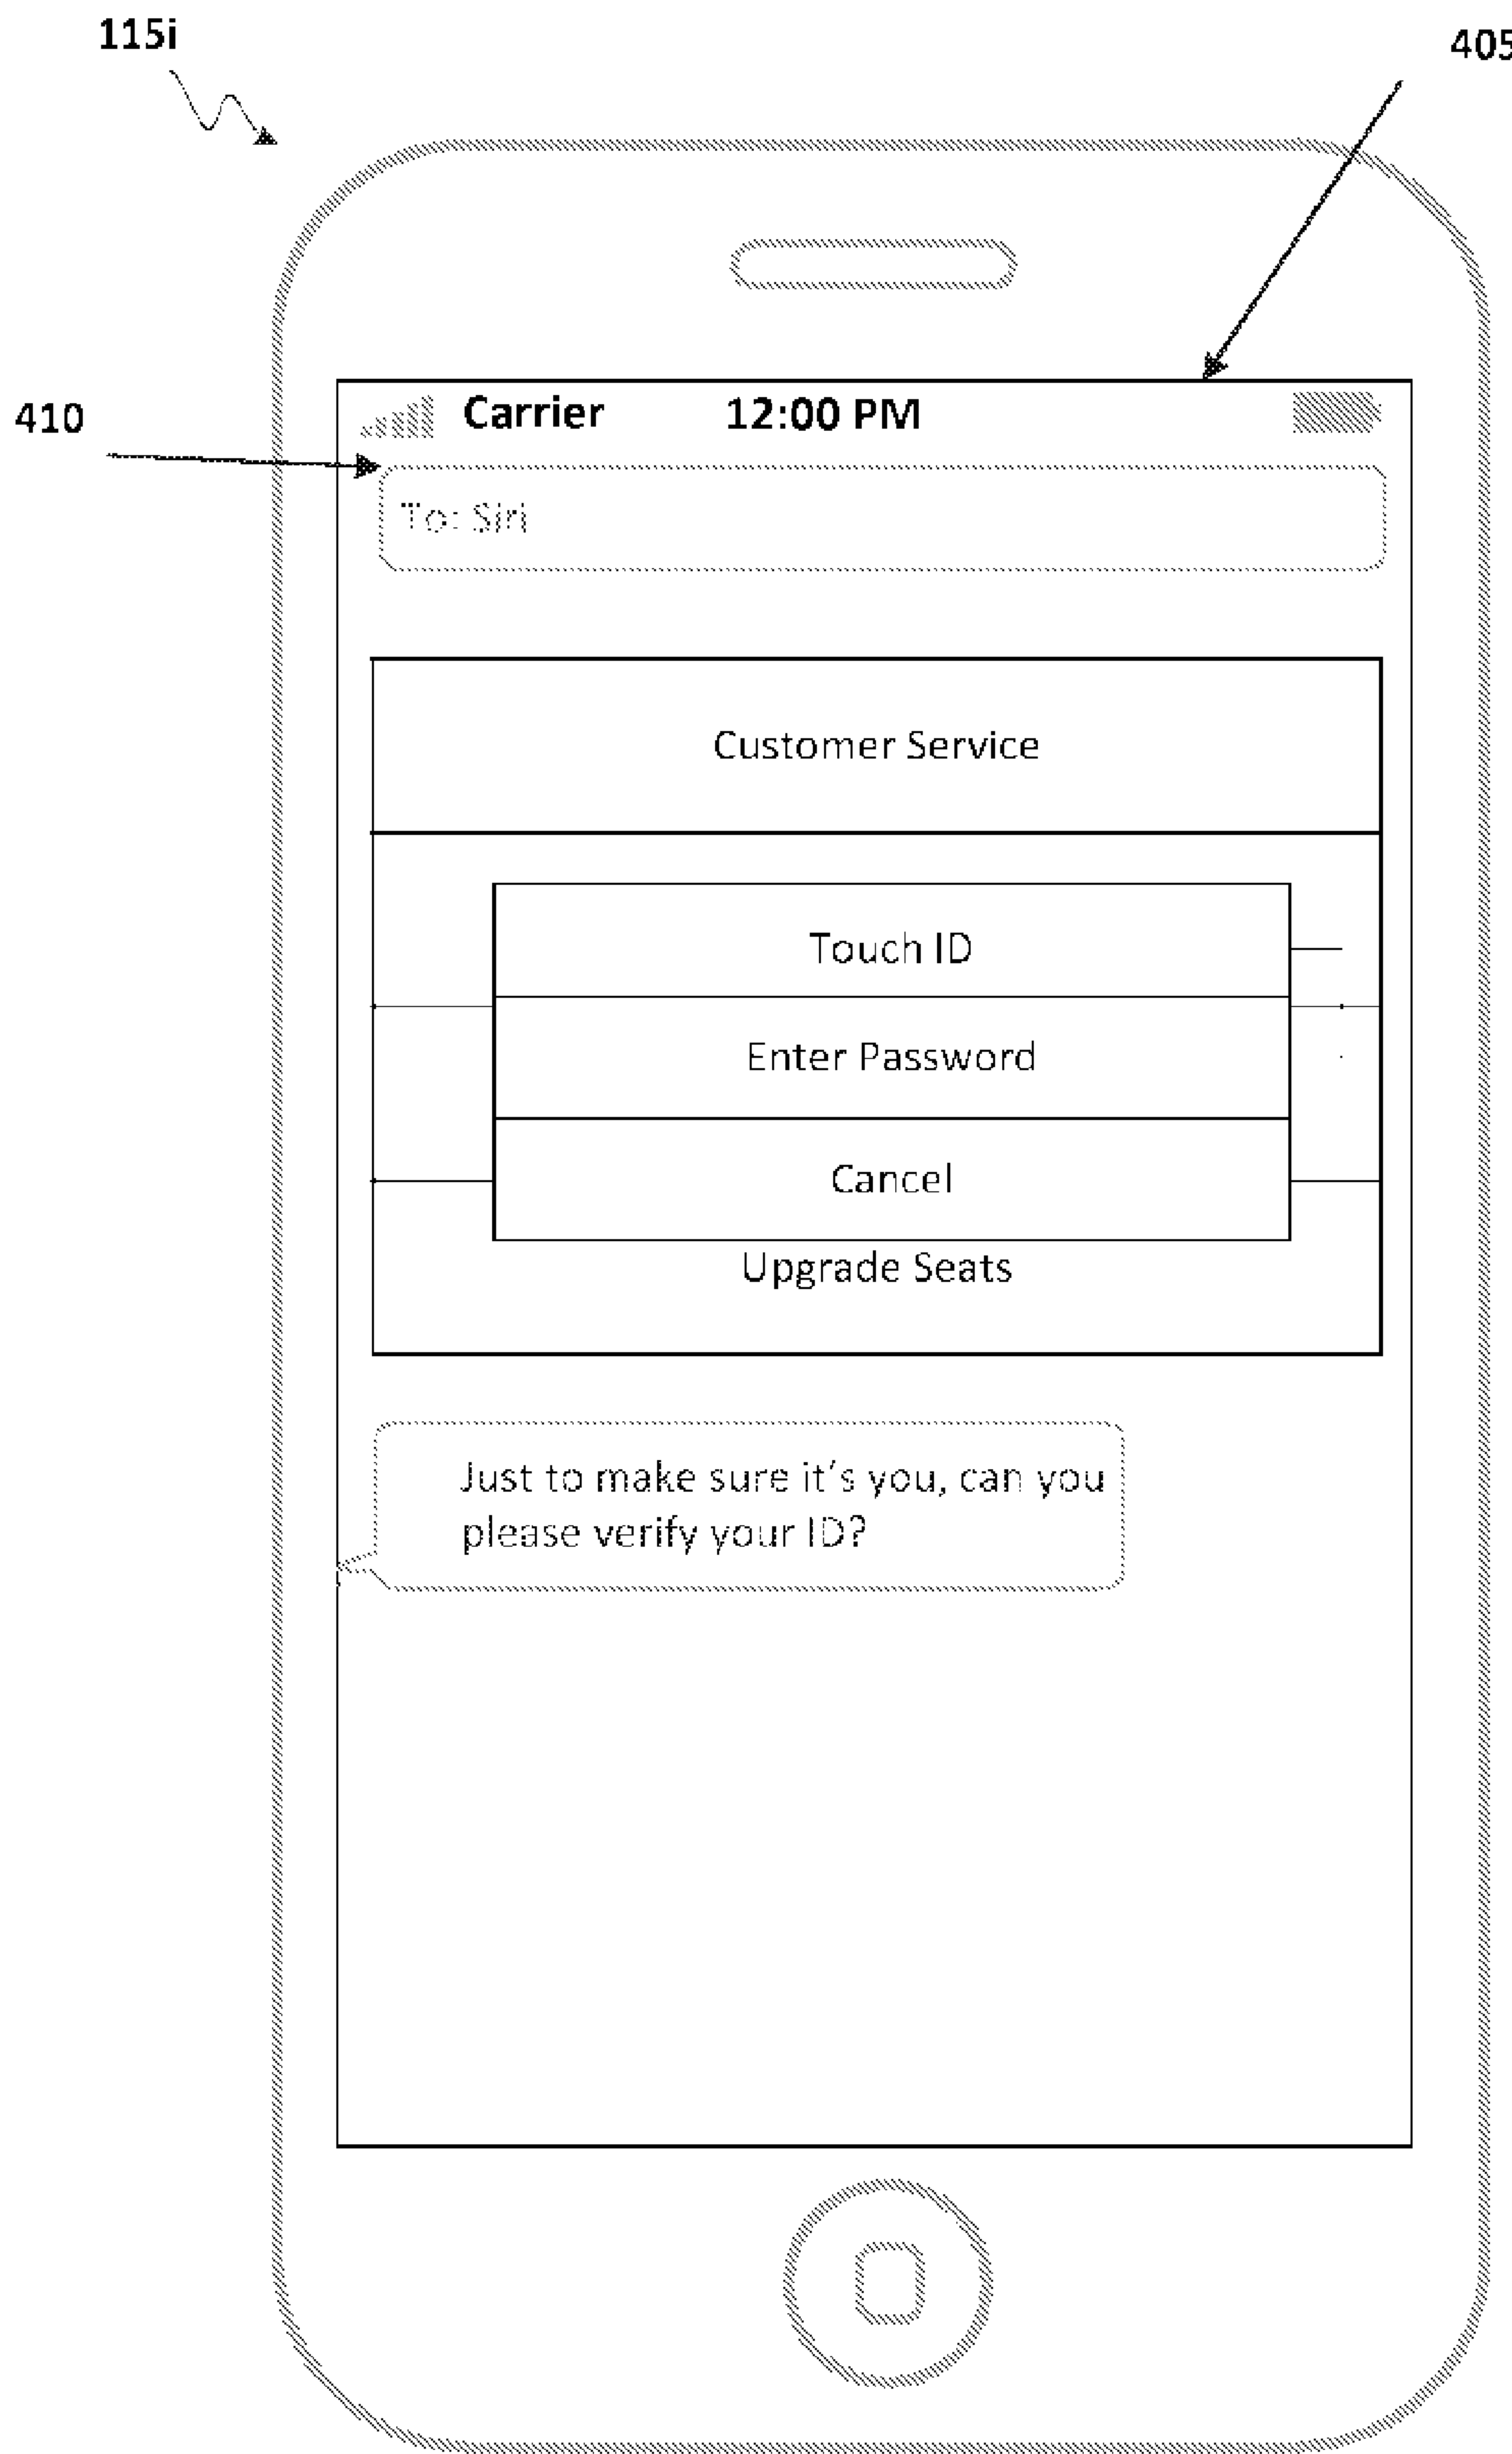 115i
405
410
Carrier 12:00 PM
To: Siri
Customer Service
Touch ID
Enter Password
Cancel
Upgrade Seats
Just to make sure it's you, can you
please verify your ID?